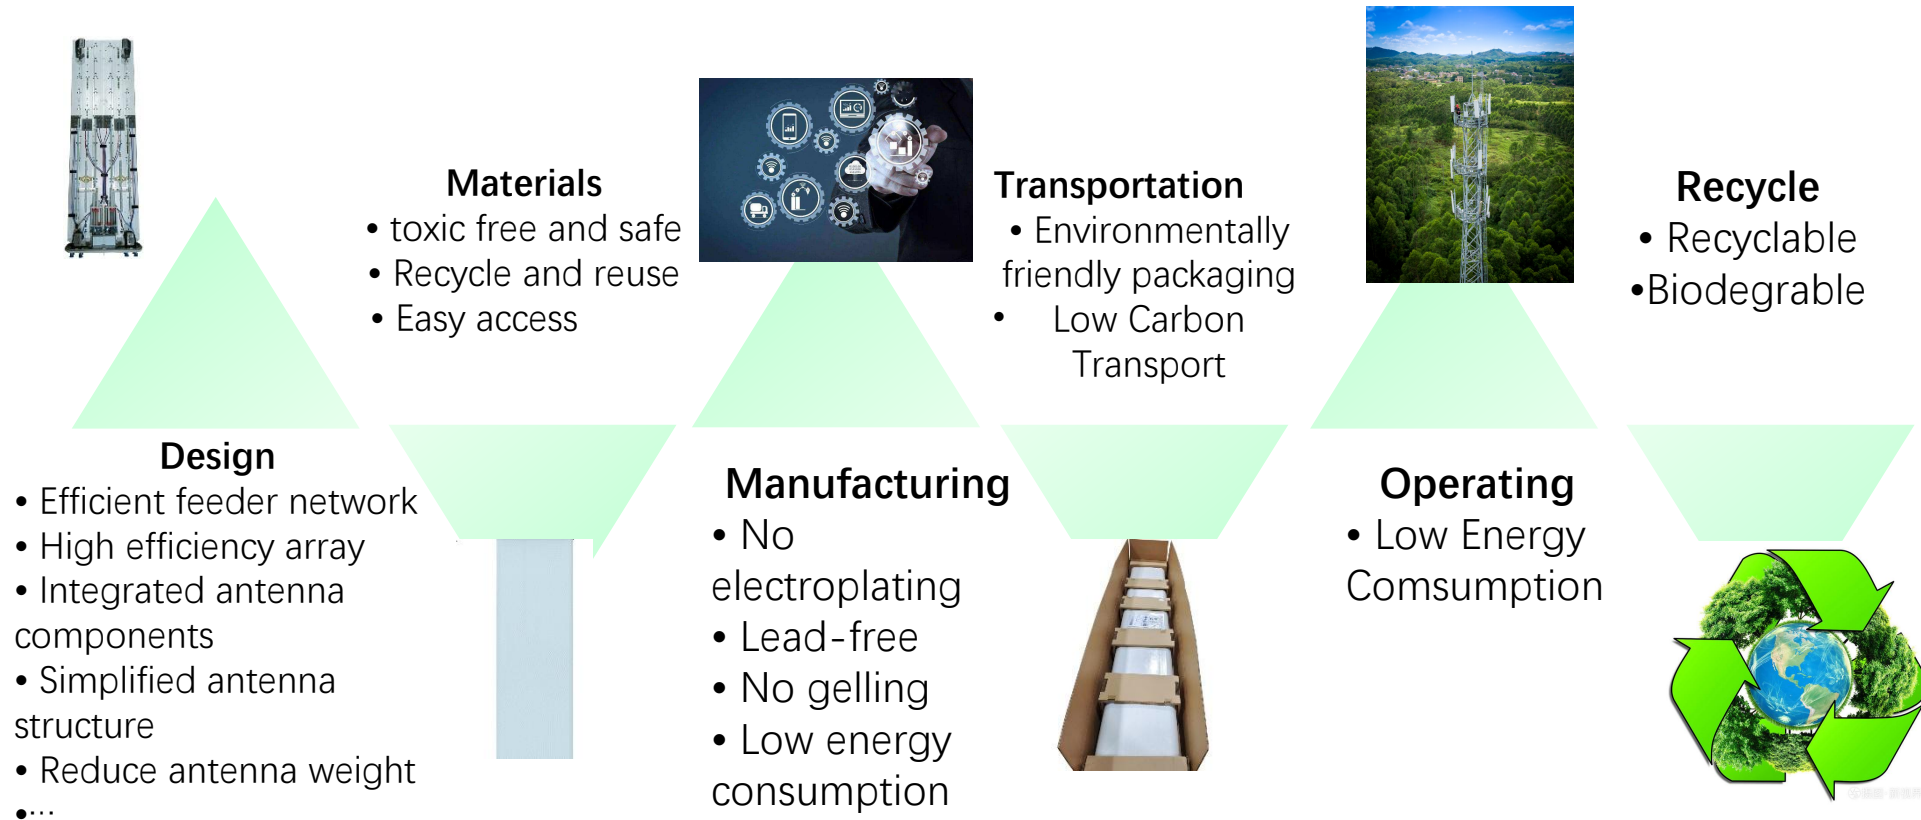 Design
• Efficient feeder network
• High efficiency array
• Integrated antenna
components
• Simplified antenna
structure
• Reduce antenna weight
•...
Materials
• toxic free and safe
• Recycle and reuse
• Easy access
Manufacturing
• No
electroplating
• Lead-free
• No gelling
• Low energy
consumption
Transportation
• Environmentally
friendly packaging
• Low Carbon
Transport
Operating
• Low Energy
Comsumption
Recycle
• Recyclable
•Biodegrable